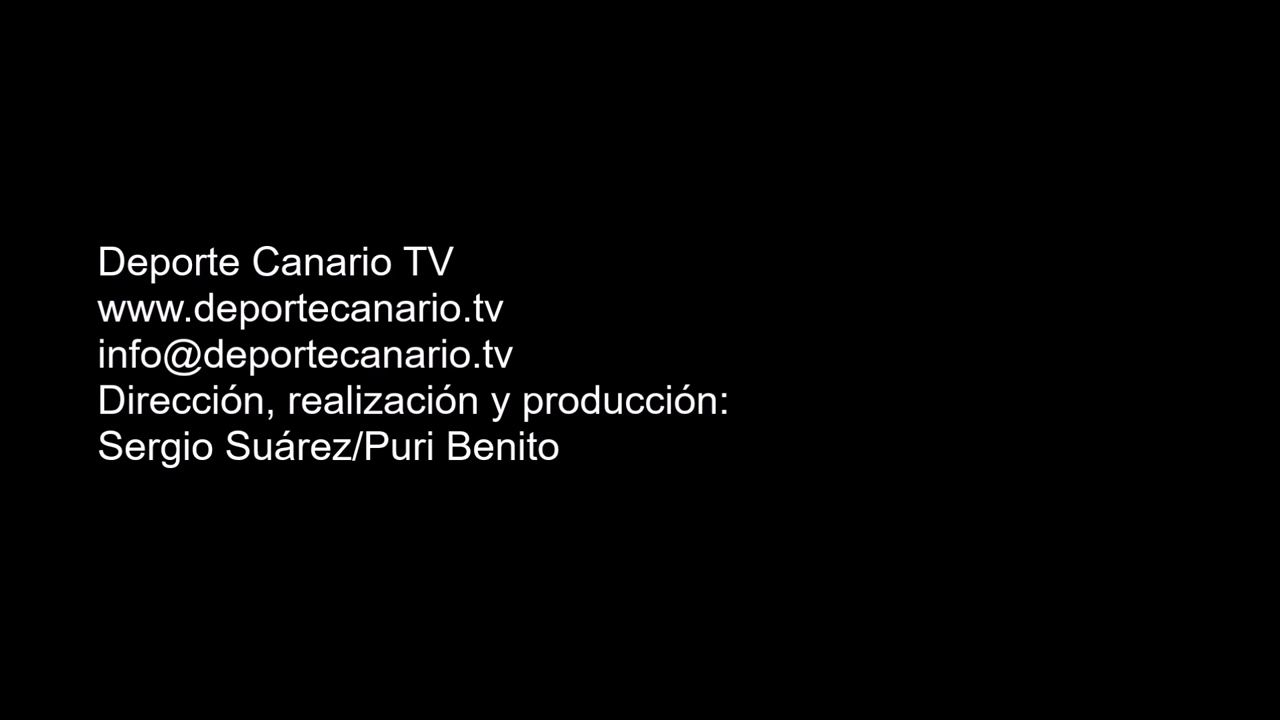 Deporte Canario TV
www.deportecanario.tv
info@deportecanario.tv
Dirección, realización y producción:
Sergio Suárez/Puri Benito